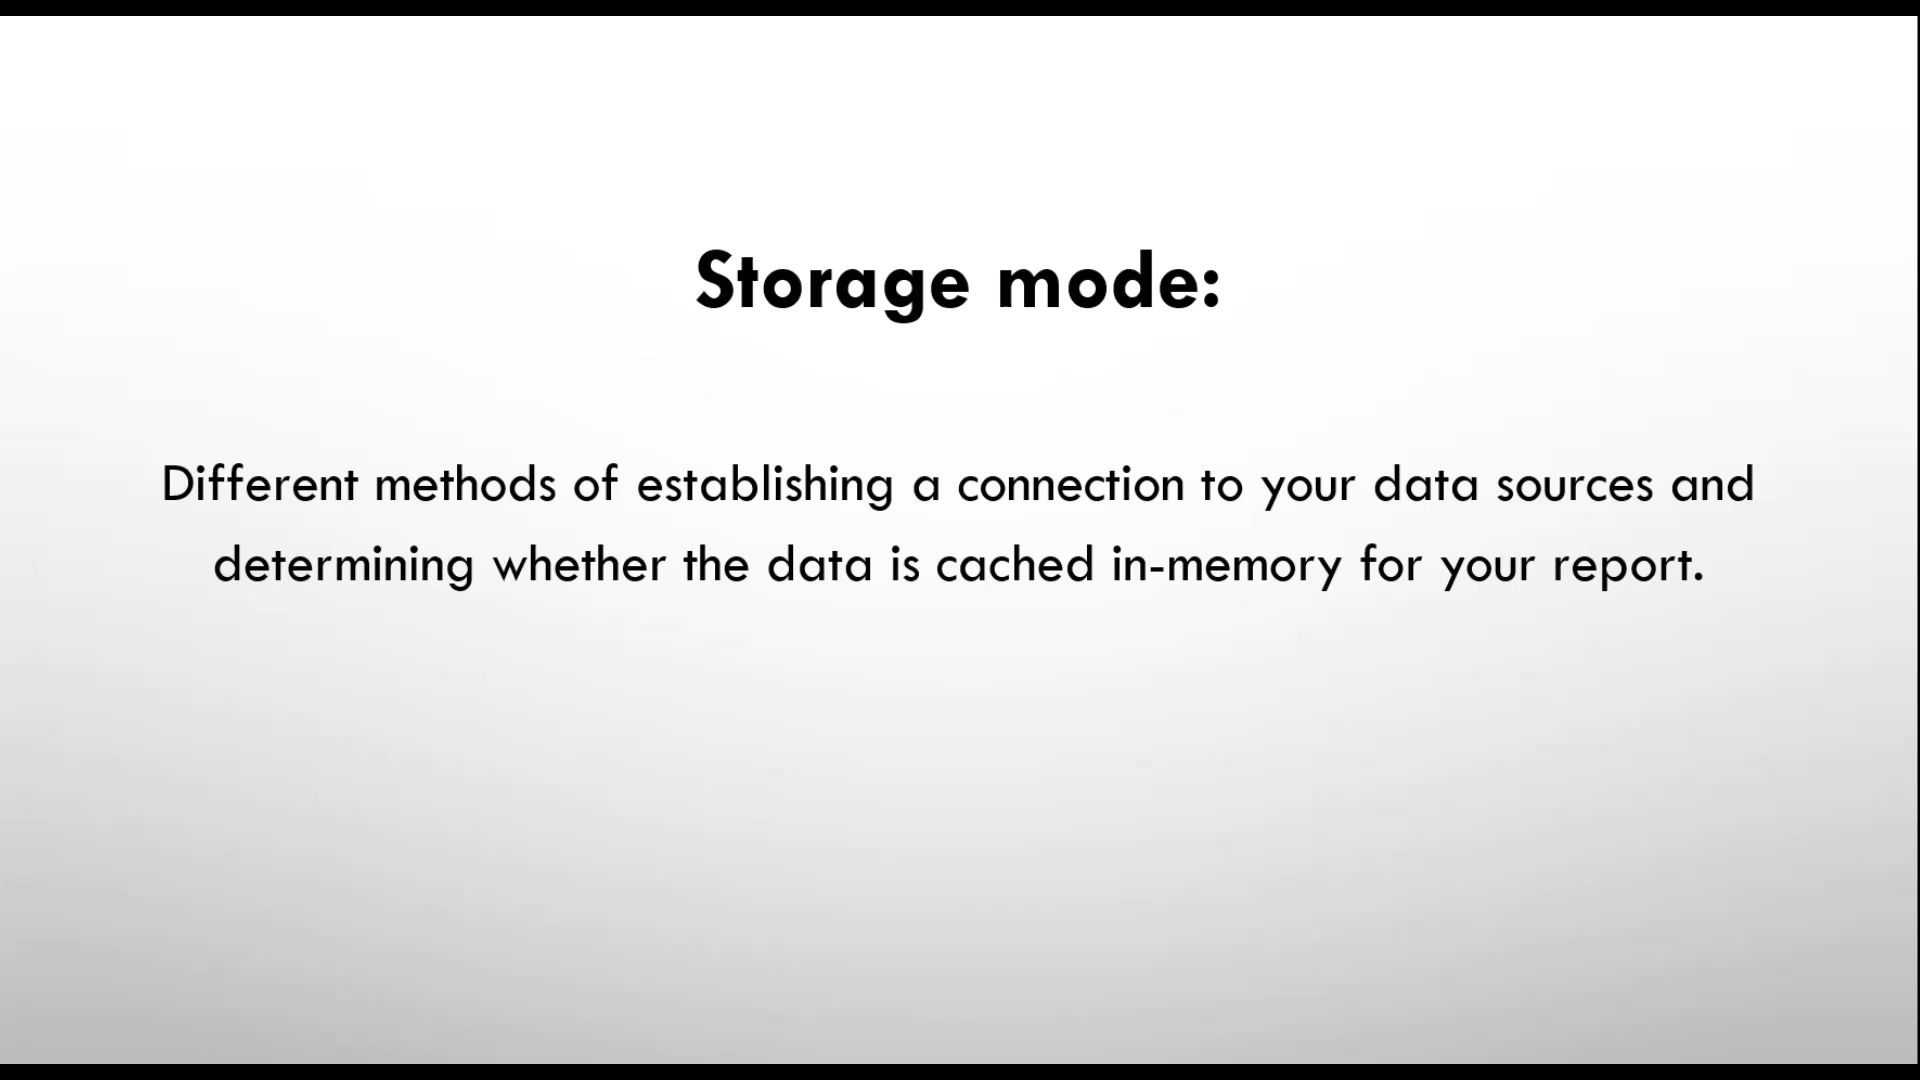 Storage mode:
Different methods of establishing a connection to your data sources and
determining whether the data is cached in-memory for your report.